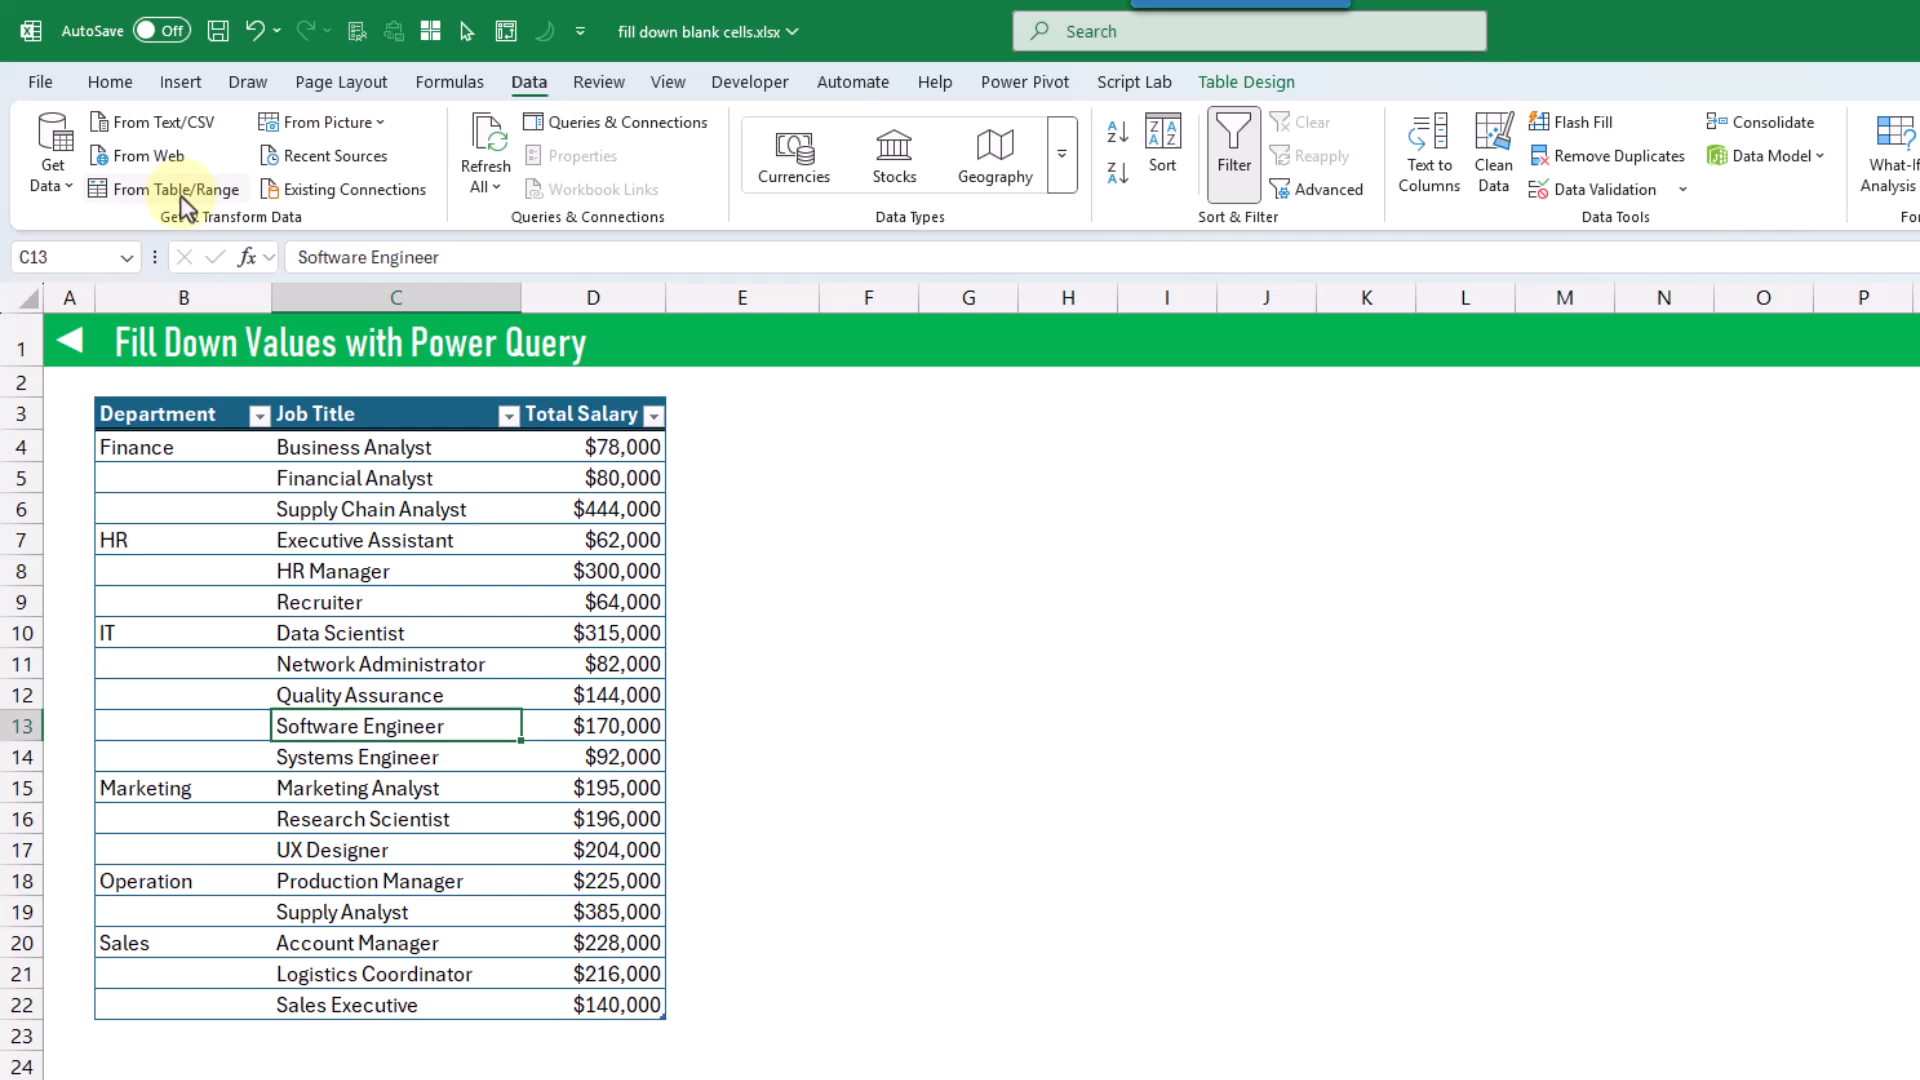 AutoSave Off fill down blank cells.xlsx Search
File Home Insert Draw Page Layout Formulas Data Review View Developer Automate Help Power Pivot Script Lab Table Design
Get Data
From Text/CSV
From Web
From Table/Range
From Picture
Recent Sources
Existing Connections
Get & Transform Data
Refresh All
Queries & Connections
Properties
Workbook Links
Queries & Connections
Currencies Stocks Geography
Data Types
Sort
Filter
Clear
Reapply
Advanced
Sort & Filter
Text to Columns
Clean Data
Flash Fill
Remove Duplicates
Data Validation
Consolidate
Data Model
Data Tools
What-If
Analysis
C13 fx Software Engineer
A B C D E F G H I J K L M N O P
1 Fill Down Values with Power Query
2
3 Department Job Title Total Salary
4 Finance Business Analyst $78,000
5 Financial Analyst $80,000
6 Supply Chain Analyst $444,000
7 HR Executive Assistant $62,000
8 HR Manager $300,000
9 Recruiter $64,000
10 IT Data Scientist $315,000
11 Network Administrator $82,000
12 Quality Assurance $144,000
13 Software Engineer $170,000
14 Systems Engineer $92,000
15 Marketing Marketing Analyst $195,000
16 Research Scientist $196,000
17 UX Designer $204,000
18 Operation Production Manager $225,000
19 Supply Analyst $385,000
20 Sales Account Manager $228,000
21 Logistics Coordinator $216,000
22 Sales Executive $140,000
23
24